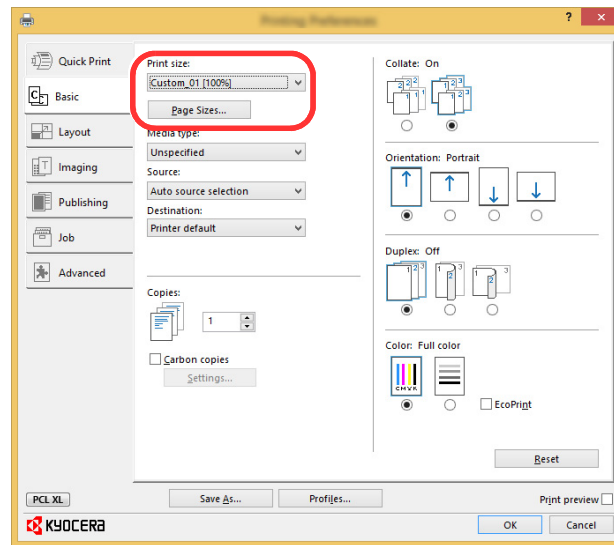 Printing Preferences
?
Quick Print
Basic
Layout
Imaging
Publishing
Job
Advanced
Print size:
Custom_01 [100%]
Page Sizes...
Media type:
Unspecified
Source:
Auto source selection
Destination:
Printer default
Copies:
1
Carbon copies
Settings...
Collate: On
Orientation: Portrait
Duplex: Off
Color: Full color
CMYK
EcoPrint
Reset
PCL XL
Save As...
Profiles...
Print preview
KYOCERA
OK
Cancel